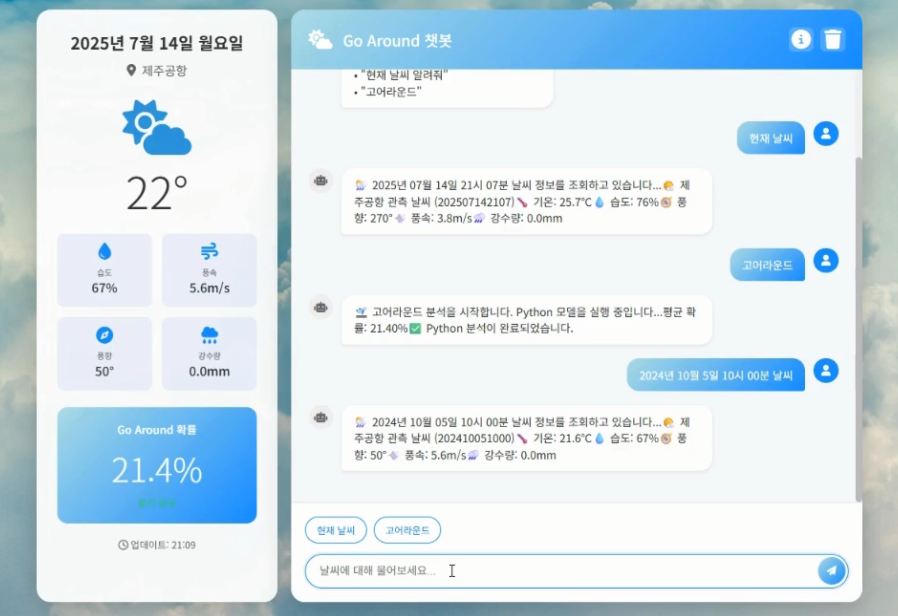 2025년 7월 14일 월요일
제주공항
22°
습도
67%
풍속
5.6m/s
풍향
50°
강수량
0.0mm
Go Around 확률
21.4%
업데이트: 21:09
Go Around 챗봇
• "현재 날씨 알려줘"
• "고어라운드"
현재 날씨
2025년 07월 14일 21시 07분 날씨 정보를 조회하고 있습니다... 제
주공항 관측 날씨 (202507142107) 기온: 25.7°C 습도: 76% 풍
향: 270° 풍속: 3.8m/s 강수량: 0.0mm
고어라운드
고어라운드 분석을 시작합니다. Python 모델을 실행 중입니다...평균 확
률: 21.40%✅ Python 분석이 완료되었습니다.
2024년 10월 5일 10시 00분 날씨
2024년 10월 05일 10시 00분 날씨 정보를 조회하고 있습니다... 제
주공항 관측 날씨 (202410051000) 기온: 21.6°C 습도: 67% 풍
향: 50° 풍속: 5.6m/s 강수량: 0.0mm
현재 날씨
고어라운드
날씨에 대해 물어보세요...